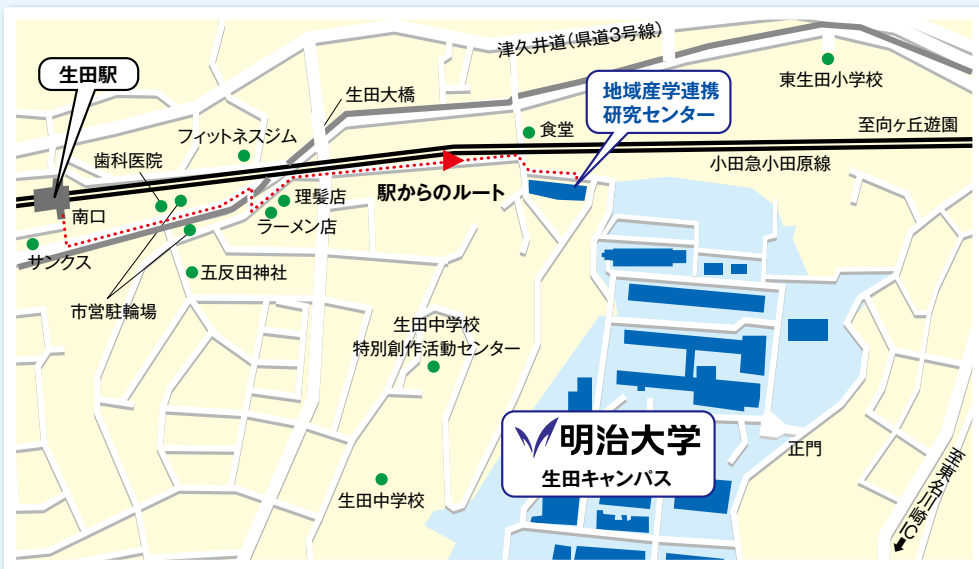 津久井道（県道3号線）
生田駅
東生田小学校
生田大橋
地域産学連携
研究センター
フィットネスジム
食堂
至向ヶ丘遊園
歯科医院
小田急小田原線
駅からのルート
理髪店
南口
ラーメン店
サンクス
五反田神社
市営駐輪場
生田中学校
特別創作活動センター
明治大学
生田キャンパス
正門
生田中学校
至東名川崎IC